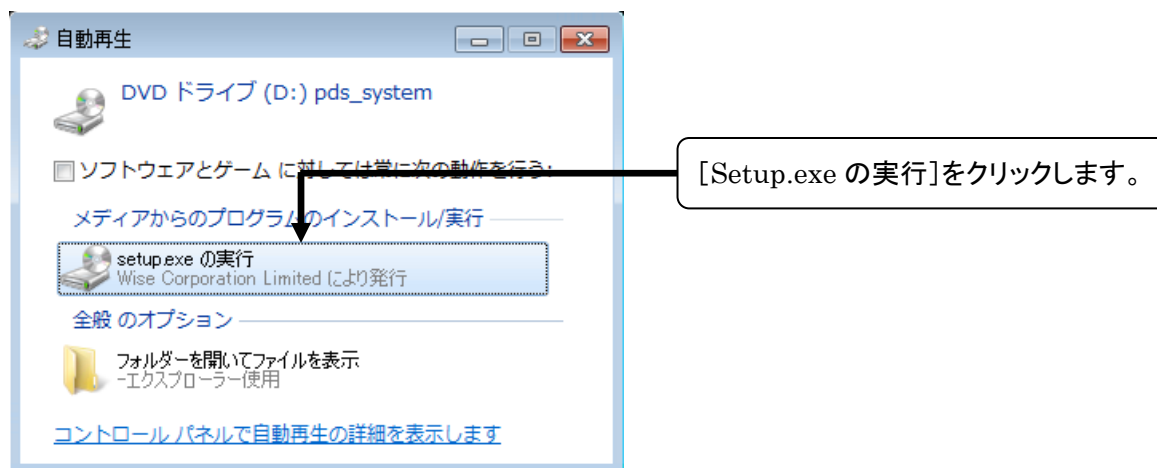 自動再生
DVD ドライブ (D:) pds_system
ソフトウェアとゲーム に対しては常に次の動作を行う:
[Setup.exe の実行]をクリックします。
メディアからのプログラムのインストール/実行
setup.exe の実行
Wise Corporation Limited により発行
全般 のオプション
フォルダーを開いてファイルを表示
-エクスプローラー使用
コントロール パネルで自動再生の詳細を表示します